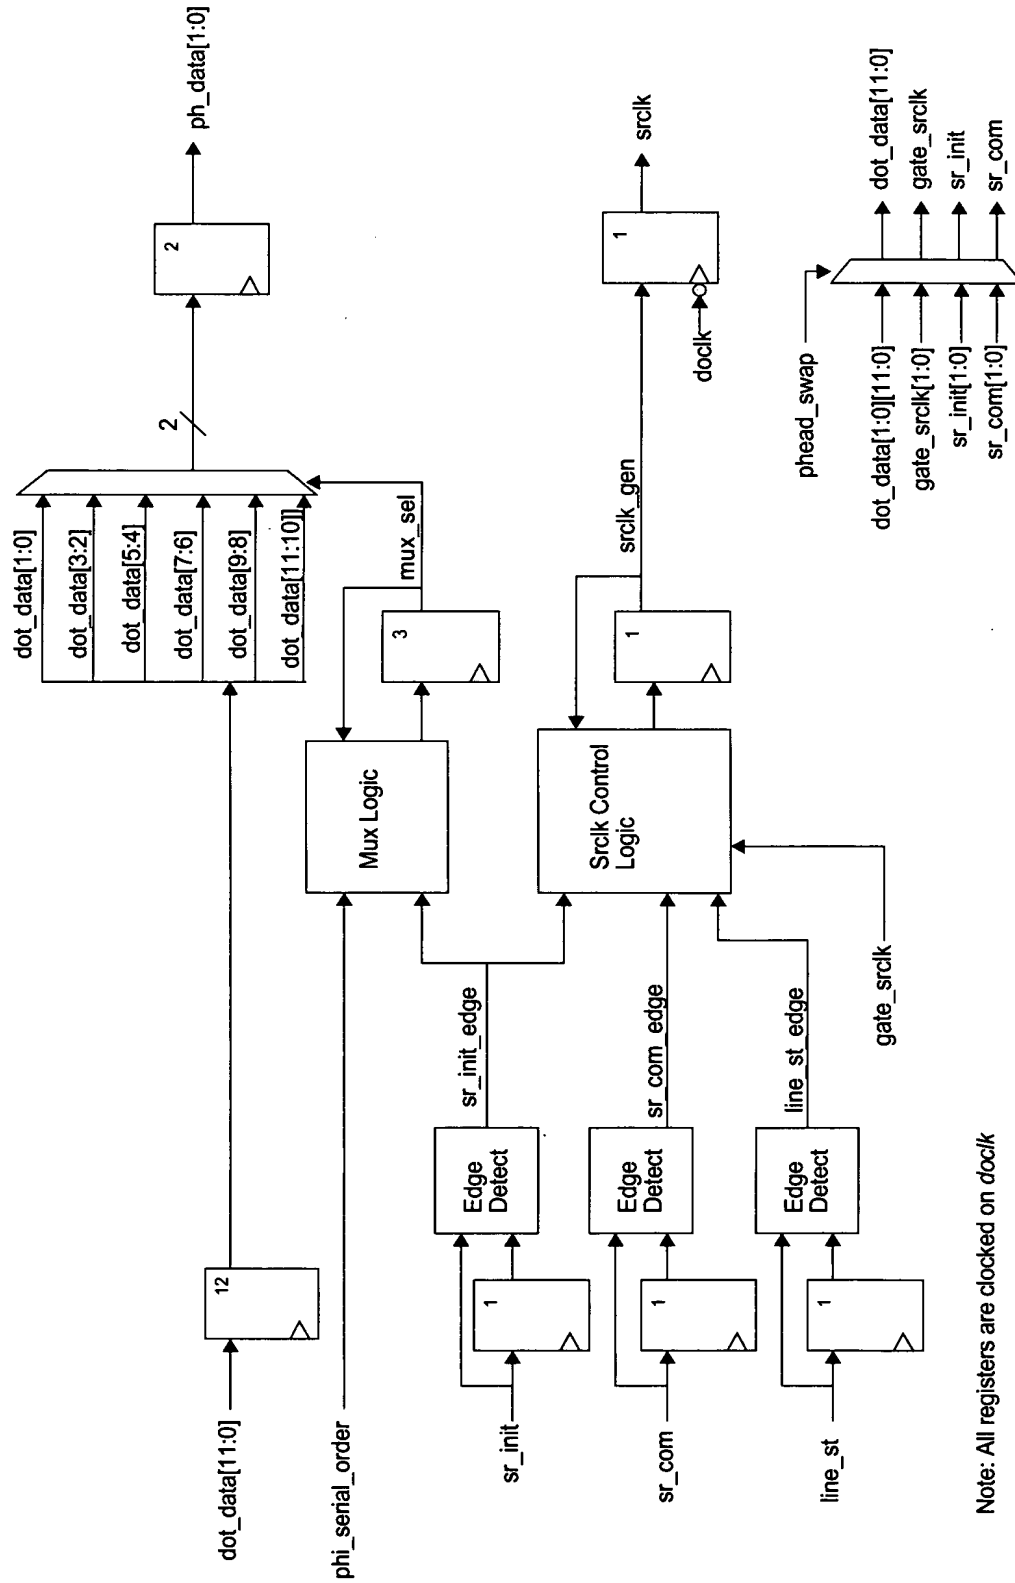 dot_data[11:0]
12
dot_data[1:0]
dot_data[3:2]
dot_data[5:4]
dot_data[7:6]
dot_data[9:8]
dot_data[11:10]]
2
2
ph_data[1:0]
phi_serial_order
Mux Logic
3
mux_sel
sr_init
1
Edge
Detect
sr_init_edge
sr_com
1
Edge
Detect
sr_com_edge
line_st
1
Edge
Detect
line_st_edge
Srclk Control
Logic
gate_srclk
1
srclk_gen
1
doclk
srclk
phead_swap
dot_data[1:0][11:0]
gate_srclk[1:0]
sr_init[1:0]
sr_com[1:0]
dot_data[11:0]
gate_srclk
sr_init
sr_com
Note: All registers are clocked on doclk